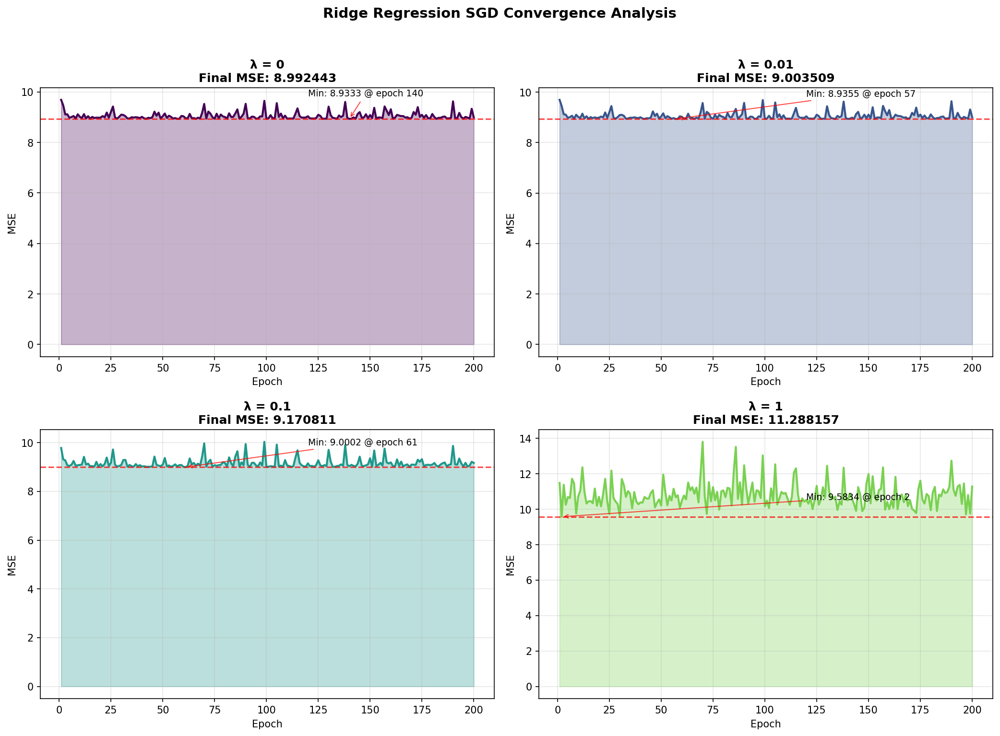 Ridge Regression SGD Convergence Analysis
λ = 0
Final MSE: 8.992443
Min: 8.9333 @ epoch 140
10
8
6
4
2
0
MSE
0 25 50 75 100 125 150 175 200
Epoch
λ = 0.01
Final MSE: 9.003509
Min: 8.9355 @ epoch 57
10
8
6
4
2
0
MSE
0 25 50 75 100 125 150 175 200
Epoch
λ = 0.1
Final MSE: 9.170811
Min: 9.0002 @ epoch 61
10
8
6
4
2
0
MSE
0 25 50 75 100 125 150 175 200
Epoch
λ = 1
Final MSE: 11.288157
Min: 9.5834 @ epoch 2
14
12
10
8
6
4
2
0
MSE
0 25 50 75 100 125 150 175 200
Epoch